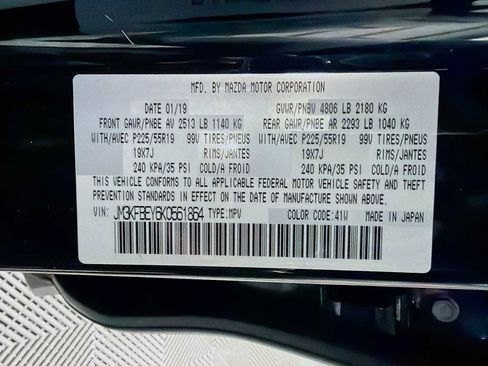 MFD. BY MAZDA MOTOR CORPORATION
DATE 01/19 GVWR/PNBV 4806 LB 2180 KG
FRONT GAWR/PNBE AV 2513 LB 1140 KG REAR GAWR/PNBE AR 2293 LB 1040 KG
WITH/AVEC P225/55R19 99V TIRES/PNEUS WITH/AVEC P225/55R19 99V TIRES/PNEUS
19X7J RIMS/JANTES 19X7J RIMS/JANTES
240 KPA/35 PSI COLD/A FROID 240 KPA/35 PSI COLD/A FROID
THIS VEHICLE CONFORMS TO ALL APPLICABLE FEDERAL MOTOR VEHICLE SAFETY
STANDARDS IN EFFECT ON THE DATE OF MANUFACTURE SHOWN ABOVE.
VIN: JM3KFBEY6K0561864 TYPE:MPV COLOR CODE:41W MADE IN JAPAN